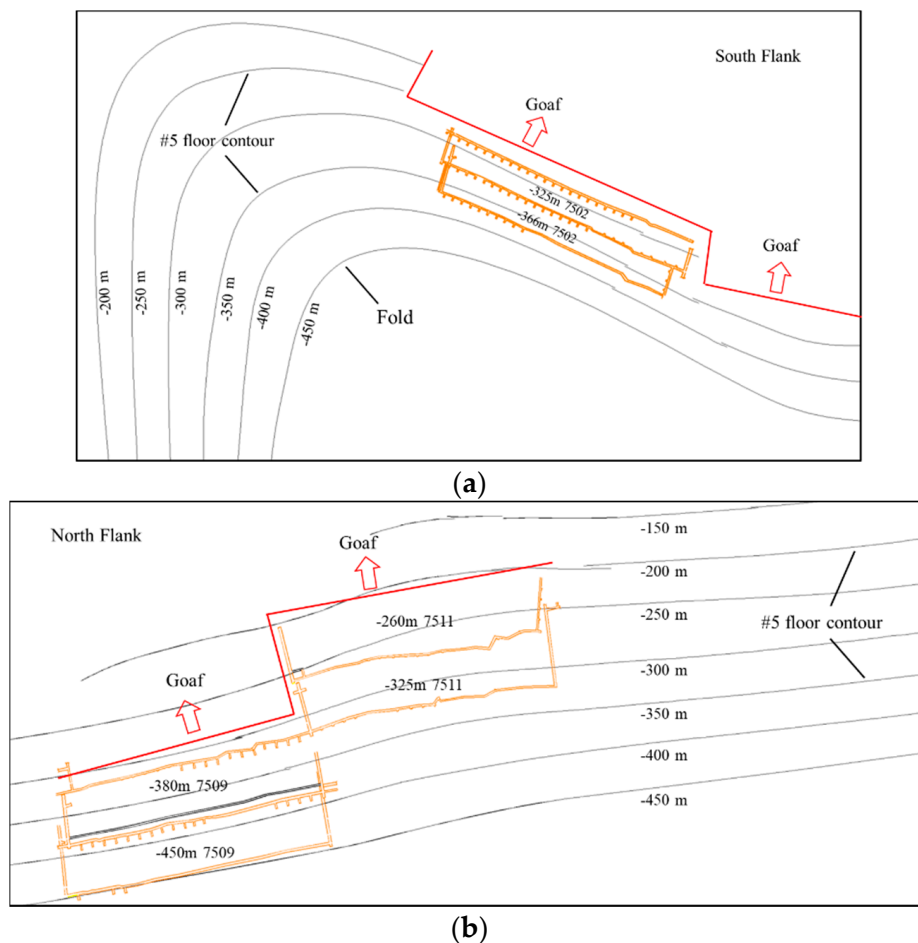 South Flank
Goaf
#5 floor contour
-325m 7502
-366m 7502
Goaf
-200 m
-250 m
-300 m
-350 m
-400 m
-450 m
Fold
(a)
North Flank
Goaf
-150 m
-200 m
#5 floor contour
-260m 7511
-250 m
Goaf
-325m 7511
-300 m
-350 m
-380m 7509
-400 m
-450 m
-450m 7509
(b)